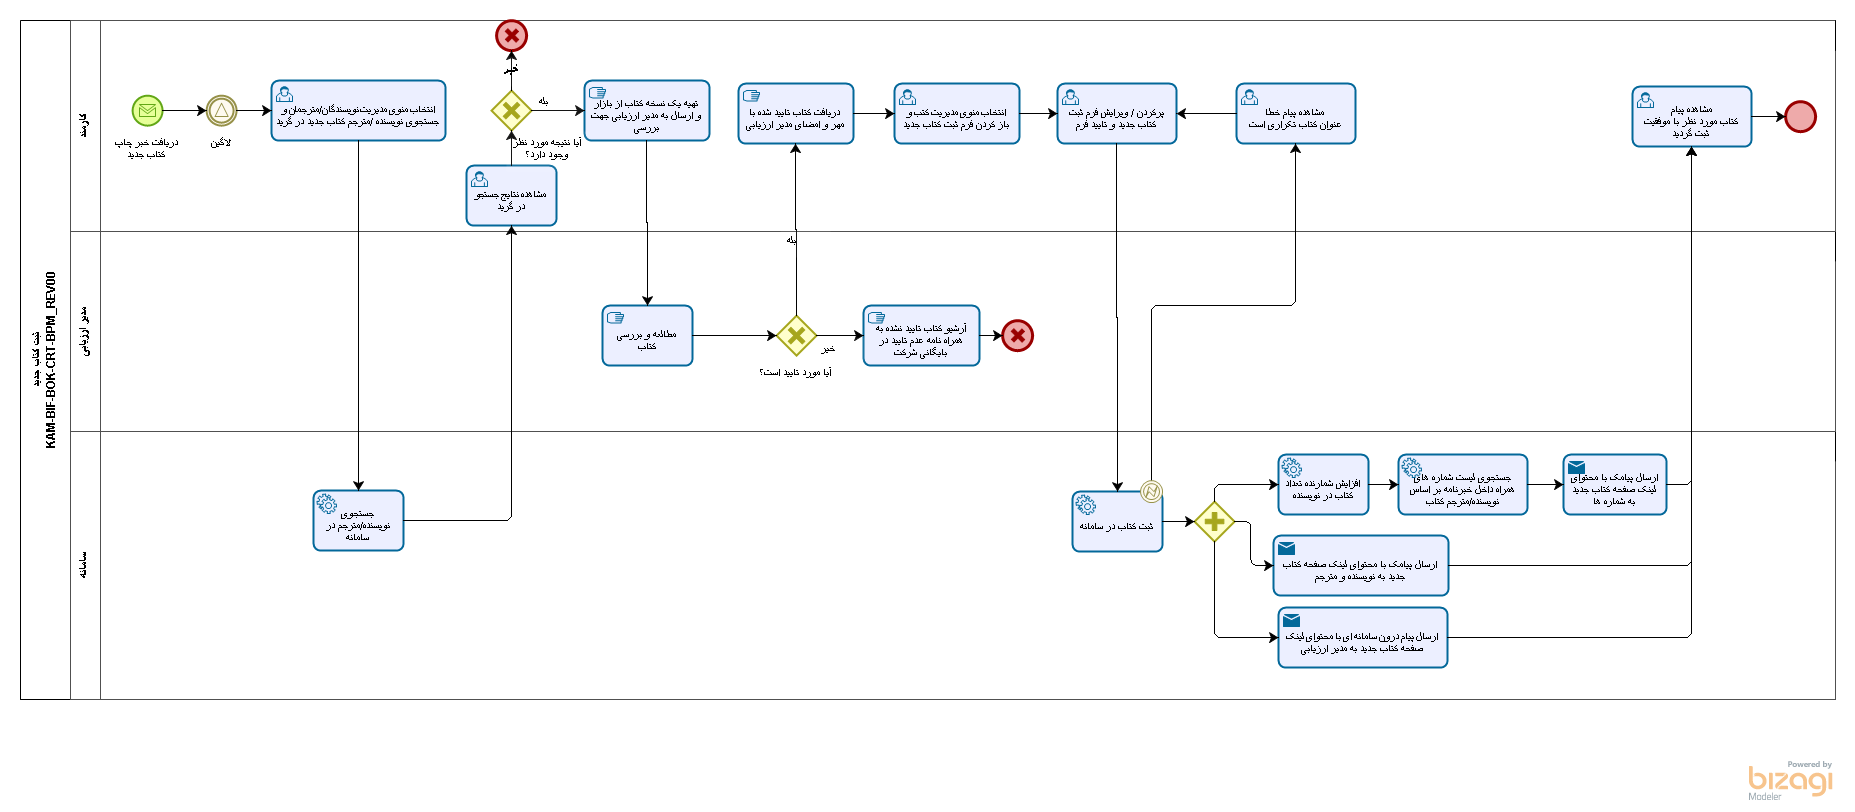 ثبت کتاب جدید
KAM-BIF-BOK-CRT-BPM_REV00
کارمند
دریافت خبر چاپ
کتاب جدید
لاگین
انتخاب منوی مدیریت نویسندگان/مترجمان و
جستجوی نویسنده /مترجم کتاب جدید در گرید
مشاهده نتایج جستجو
در گرید
آیا نتیجه مورد نظر
وجود دارد؟
خیر
بله
تهیه یک نسخه کتاب از بازار
و ارسال به مدیر ارزیابی جهت
بررسی
دریافت کتاب تایید شده با
مهر و امضای مدیر ارزیابی
انتخاب منوی مدیریت کتب و
باز کردن فرم ثبت کتاب جدید
پرکردن / ویرایش فرم ثبت
کتاب جدید و تایید فرم
مشاهده پیام خطا
عنوان کتاب تکراری است
مشاهده پیام
کتاب مورد نظر با موفقیت
ثبت گردید
مدیر ارزیابی
مطالعه و بررسی
کتاب
بله
خیر
آیا مورد تایید است؟
آرشیو کتاب تایید نشده به
همراه نامه عدم تایید در
بایگانی شرکت
سامانه
جستجوی
نویسنده/مترجم در
سامانه
ثبت کتاب در سامانه
افزایش شمارنده تعداد
کتاب در نویسنده
جستجوی لیست شماره های
همراه داخل خبرنامه بر اساس
نویسنده/مترجم کتاب
ارسال پیامک با محتوای
لینک صفحه کتاب جدید
به شماره ها
ارسال پیامک با محتوای لینک صفحه کتاب
جدید به نویسنده و مترجم
ارسال پیام درون سامانه ای با محتوای لینک
صفحه کتاب جدید به مدیر ارزیابی
Powered by
bizagi
Modeler